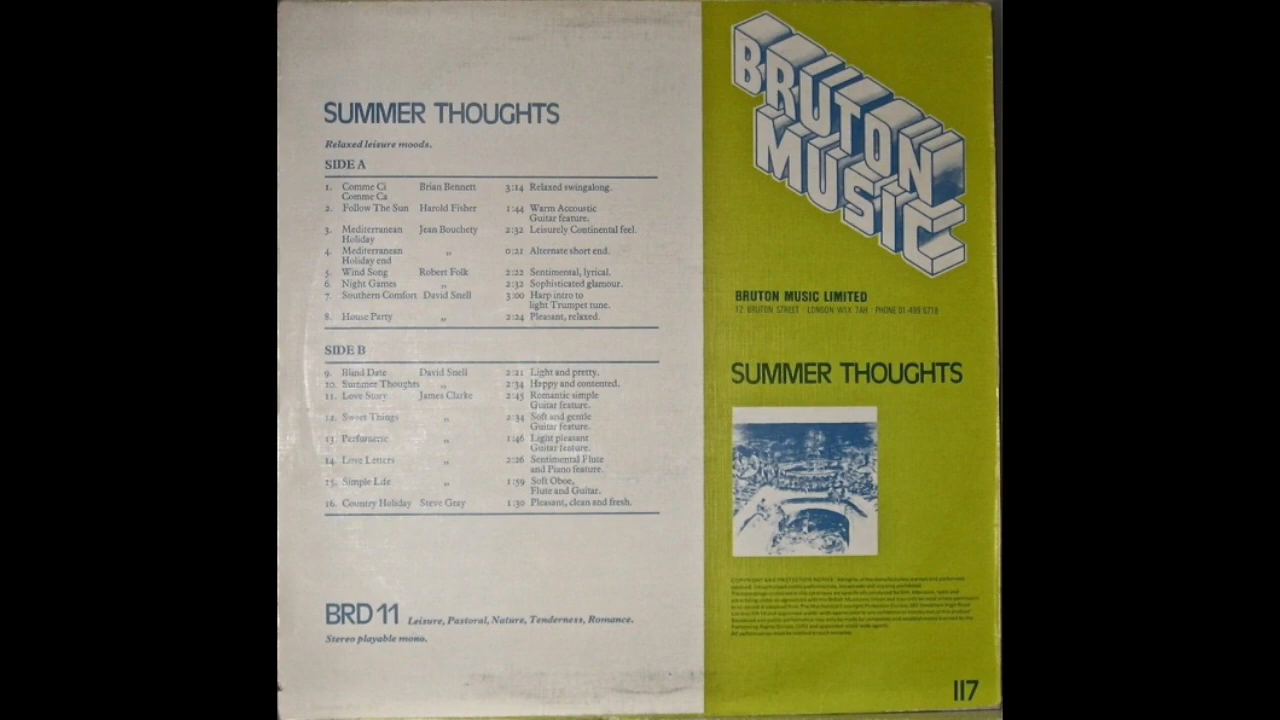 SUMMER THOUGHTS
Relaxed leisure moods.
SIDE A
1. Comme Ci Brian Bennett 3:14 Relaxed swingalong.
Comme Ca
2. Follow The Sun Harold Fisher 1:44 Warm Accoustic
Guitar feature.
3. Mediterranean Jean Bouchety 2:32 Leisurely Continental feel.
Holiday
4. Mediterranean „ 0:21 Alternate short end.
Holiday end
5. Wind Song Robert Folk 2:22 Sentimental, lyrical.
6. Night Games „ 2:32 Sophisticated glamour.
7. Southern Comfort David Snell 3:00 Harp intro to
light Trumpet tune.
8. House Party „ 2:24 Pleasant, relaxed.
SIDE B
9. Blind Date David Snell 2:21 Light and pretty.
10. Summer Thoughts „ 2:34 Happy and contented.
11. Love Story James Clarke 2:45 Romantic simple
Guitar feature.
12. Sweet Things „ 2:34 Soft and gentle
Guitar feature.
13. „ 1:46 Light pleasant
Guitar feature.
14. Love Letters „ 2:26 Sentimental Flute
and Piano feature.
15. Simple Life „ 1:59 Soft Oboe,
Flute and Guitar.
16. Country Holiday Steve Gray 1:30 Pleasant, clean and fresh.
BRD 11 Leisure, Pastoral, Nature, Tenderness, Romance.
Stereo playable mono.
BRUTON
MUSIC
BRUTON MUSIC LIMITED
12 BRUTON STREET · LONDON W1X 7AH · PHONE 01-499 6718
SUMMER THOUGHTS
117